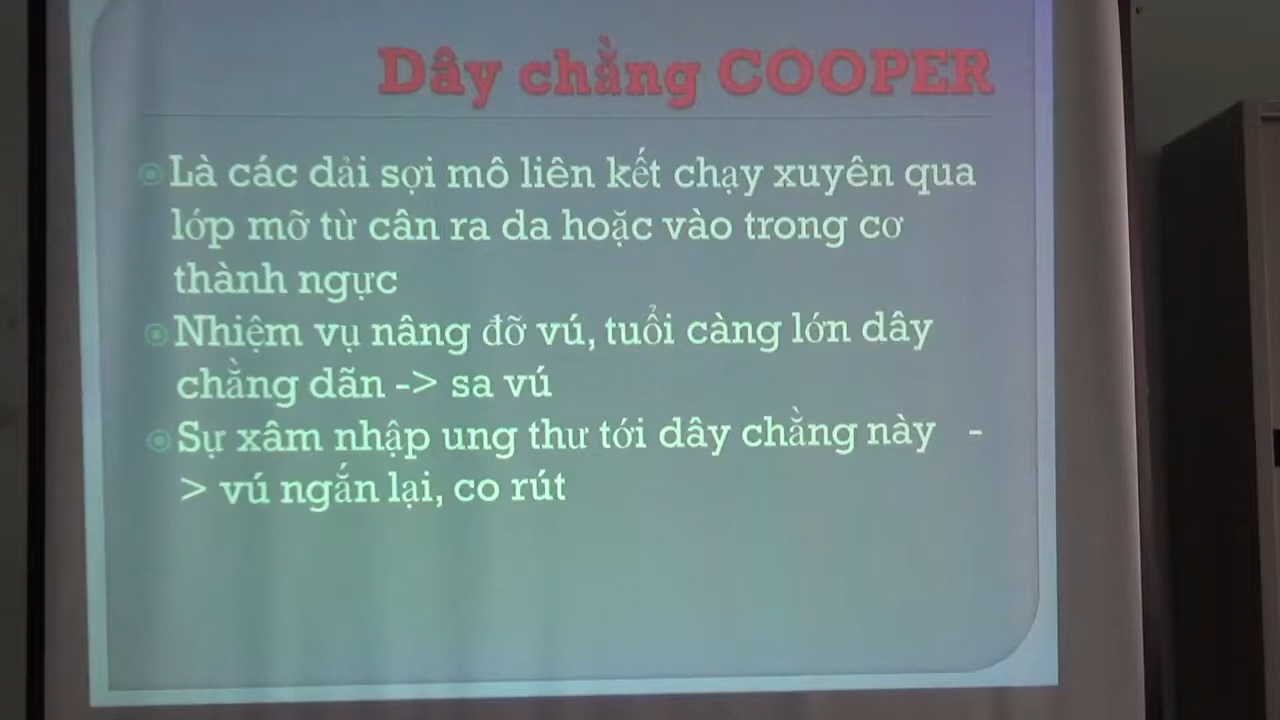 Dây chằng COOPER
Là các dải sợi mô liên kết chạy xuyên qua
lớp mỡ từ cân ra da hoặc vào trong cơ
thành ngực
Nhiệm vụ nâng đỡ vú, tuổi càng lớn dây
chằng dãn -> sa vú
Sự xâm nhập ung thư tới dây chằng này -
> vú ngắn lại, co rút